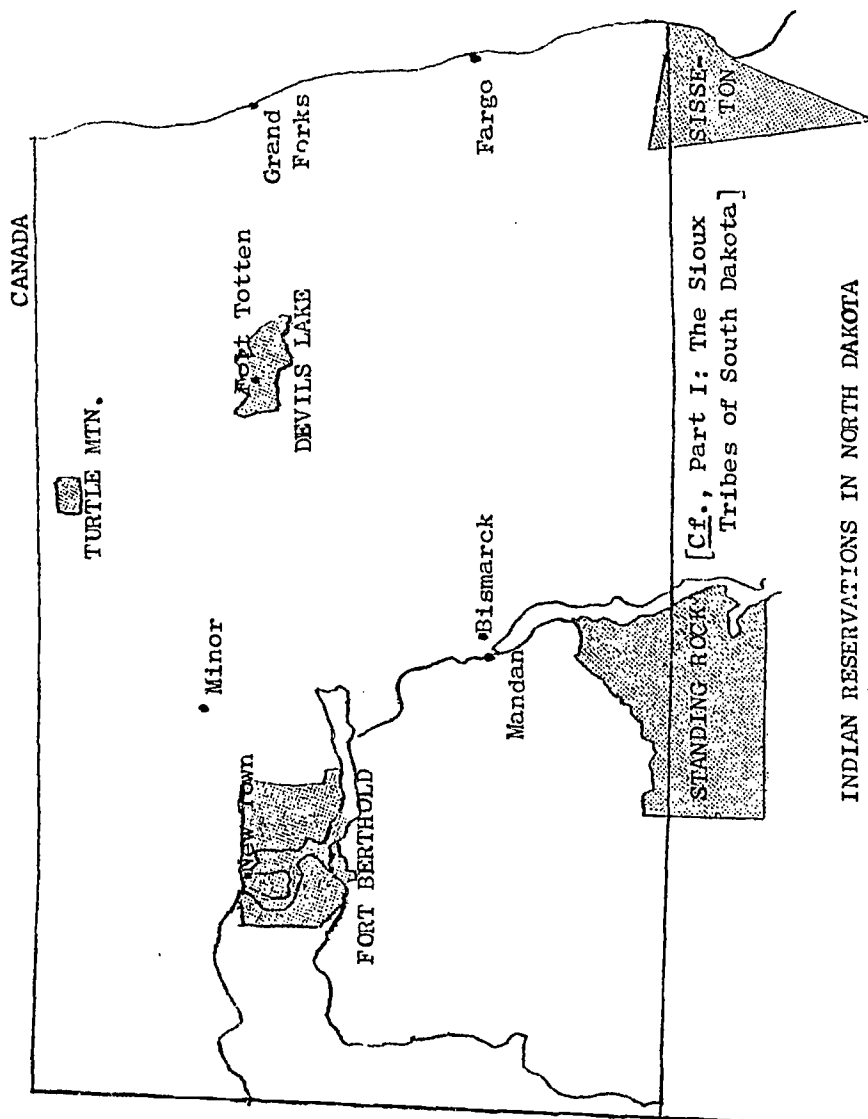 CANADA
TURTLE MTN.
Minor
Grand
Forks
Fort Totten
DEVILS LAKE
New Town
FORT BERTHOLD
Fargo
Bismarck
Mandan
STANDING ROCK
[Cf., Part I: The Sioux
Tribes of South Dakota]
SISSE-
TON
INDIAN RESERVATIONS IN NORTH DAKOTA